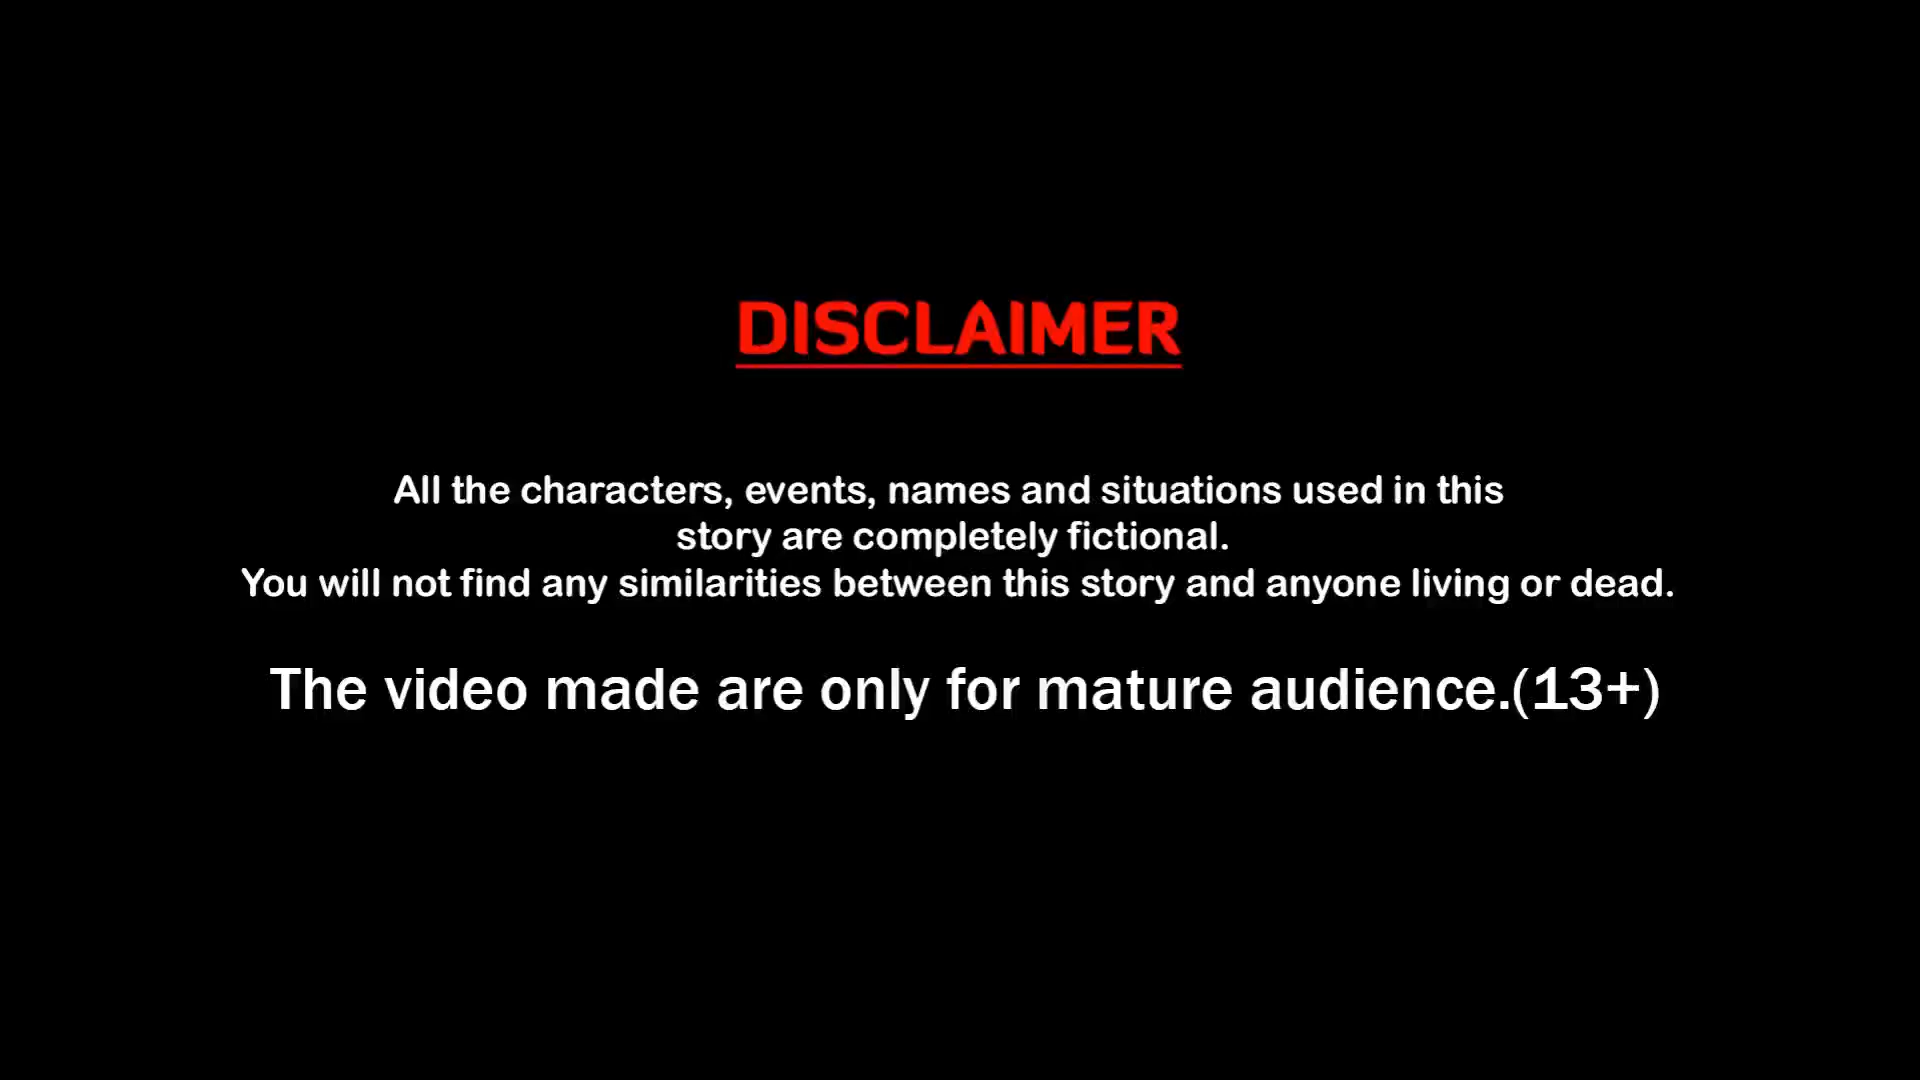 DISCLAIMER
All the characters, events, names and situations used in this
story are completely fictional.
You will not find any similarities between this story and anyone living or dead.
The video made are only for mature audience.(13+)